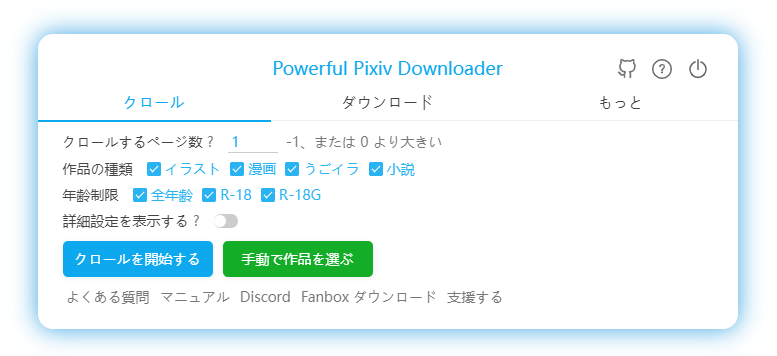 Powerful Pixiv Downloader
クロール ダウンロード もっと
クロールするページ数? 1 -1、または 0 より大きい
作品の種類 イラスト 漫画 うごイラ 小説
年齢制限 全年齢 R-18 R-18G
詳細設定を表示する?
クロールを開始する 手動で作品を選ぶ
よくある質問 マニュアル Discord Fanbox ダウンロード 支援する